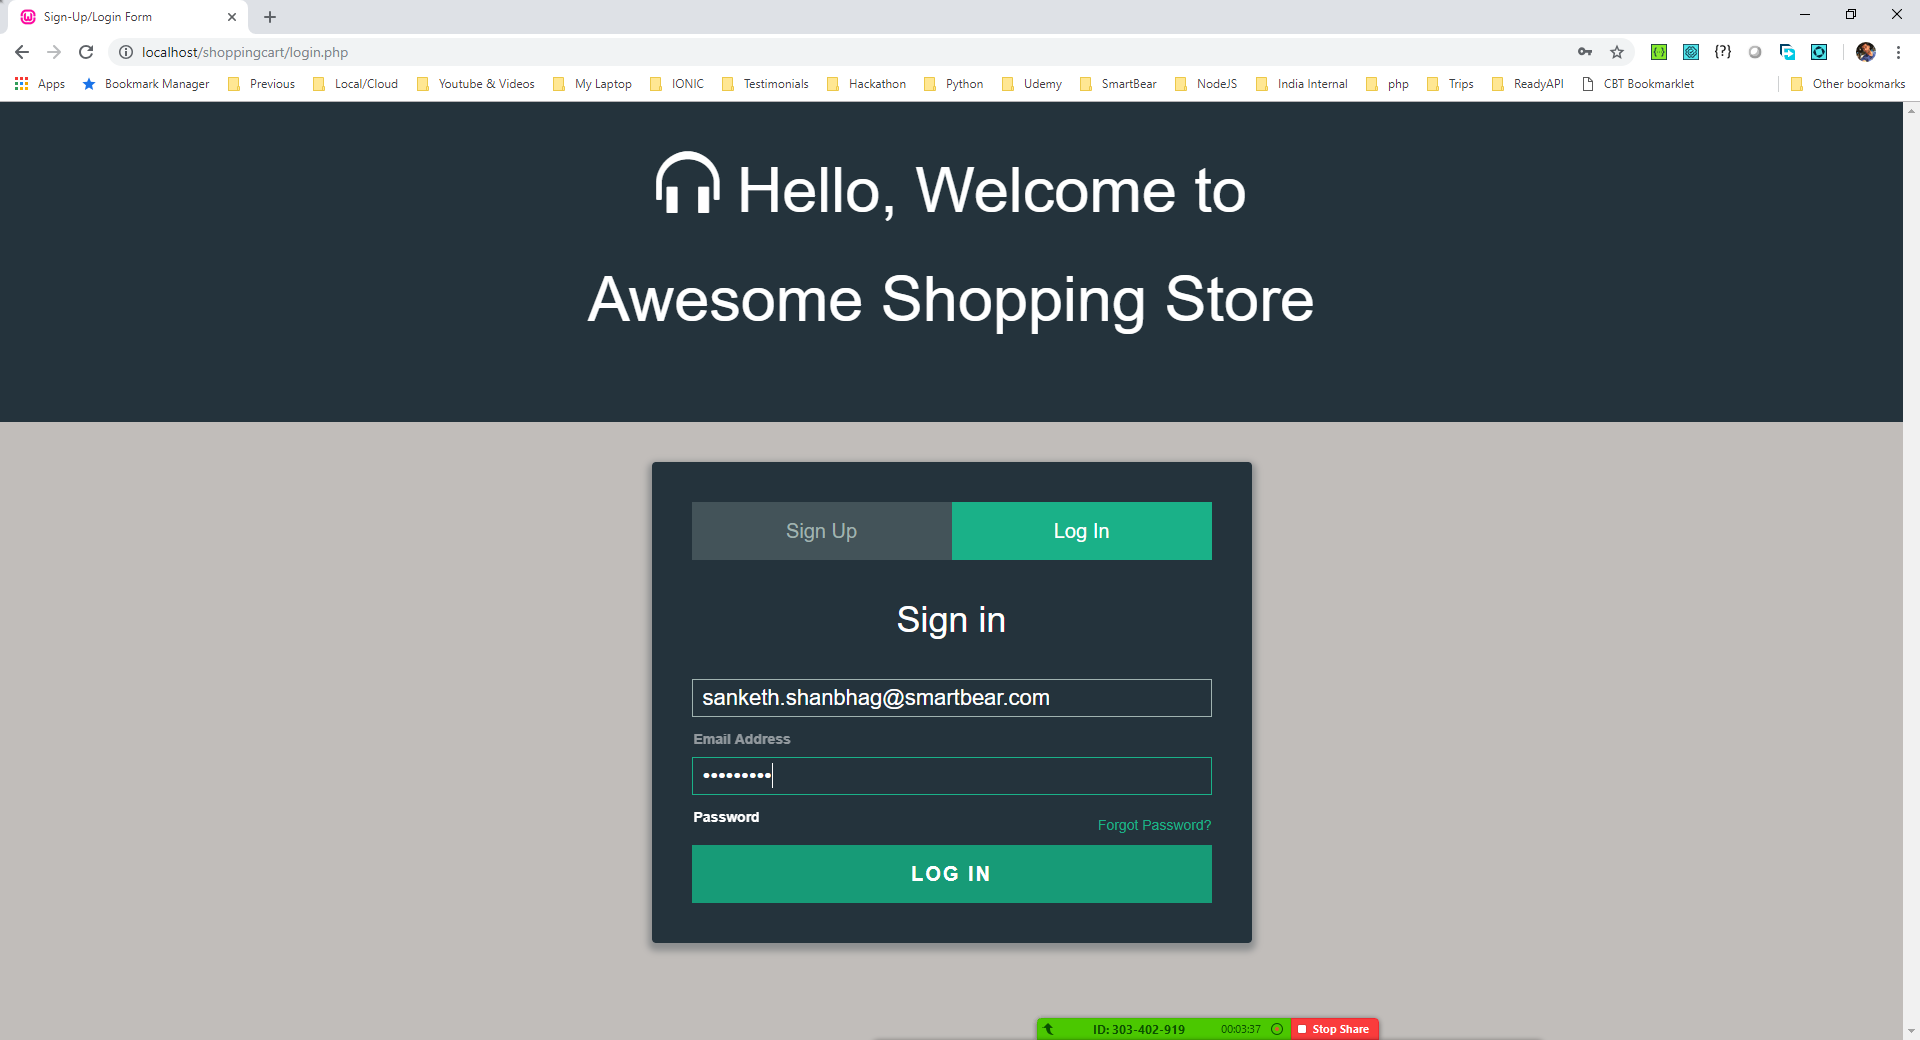 Sign-Up/Login Form
localhost/shoppingcart/login.php
Apps Bookmark Manager Previous Local/Cloud Youtube & Videos My Laptop IONIC Testimonials Hackathon Python Udemy SmartBear NodeJS India Internal php Trips ReadyAPI CBT Bookmarklet Other bookmarks
Hello, Welcome to
Awesome Shopping Store
Sign Up Log In
Sign in
sanketh.shanbhag@smartbear.com
Email Address
•••••••••
Password
Forgot Password?
LOG IN
ID: 303-402-919 00:03:37 Stop Share